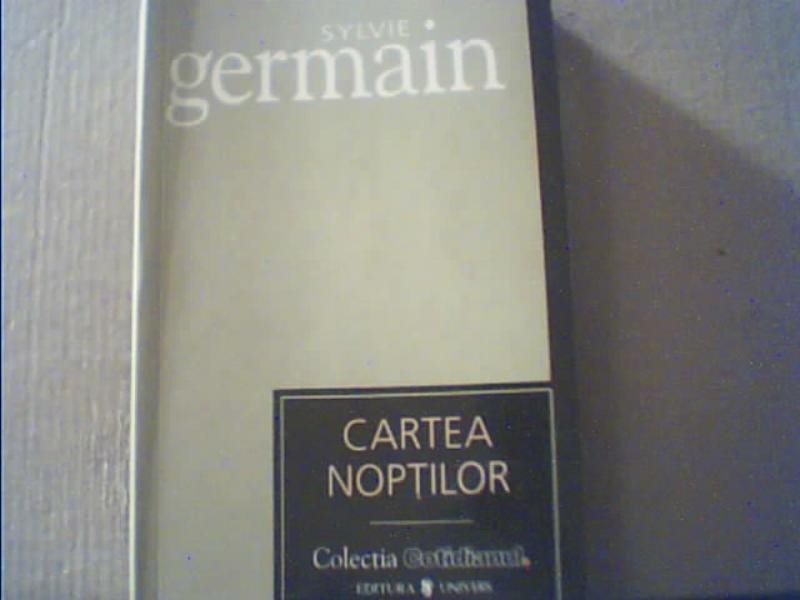 SYLVIE
germain
CARTEA
NOPȚILOR
Colecția Cotidianul.
EDITURA UNIVERS